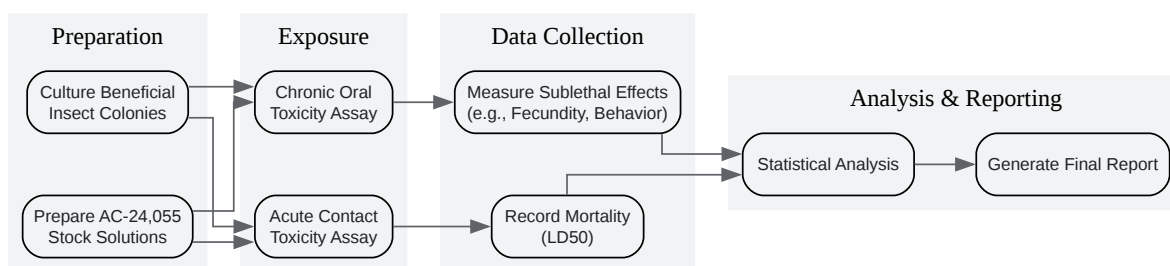 Preparation
Culture Beneficial
Insect Colonies
Prepare AC-24,055
Stock Solutions
Exposure
Chronic Oral
Toxicity Assay
Acute Contact
Toxicity Assay
Data Collection
Measure Sublethal Effects
(e.g., Fecundity, Behavior)
Record Mortality
(LD50)
Analysis & Reporting
Statistical Analysis
Generate Final Report